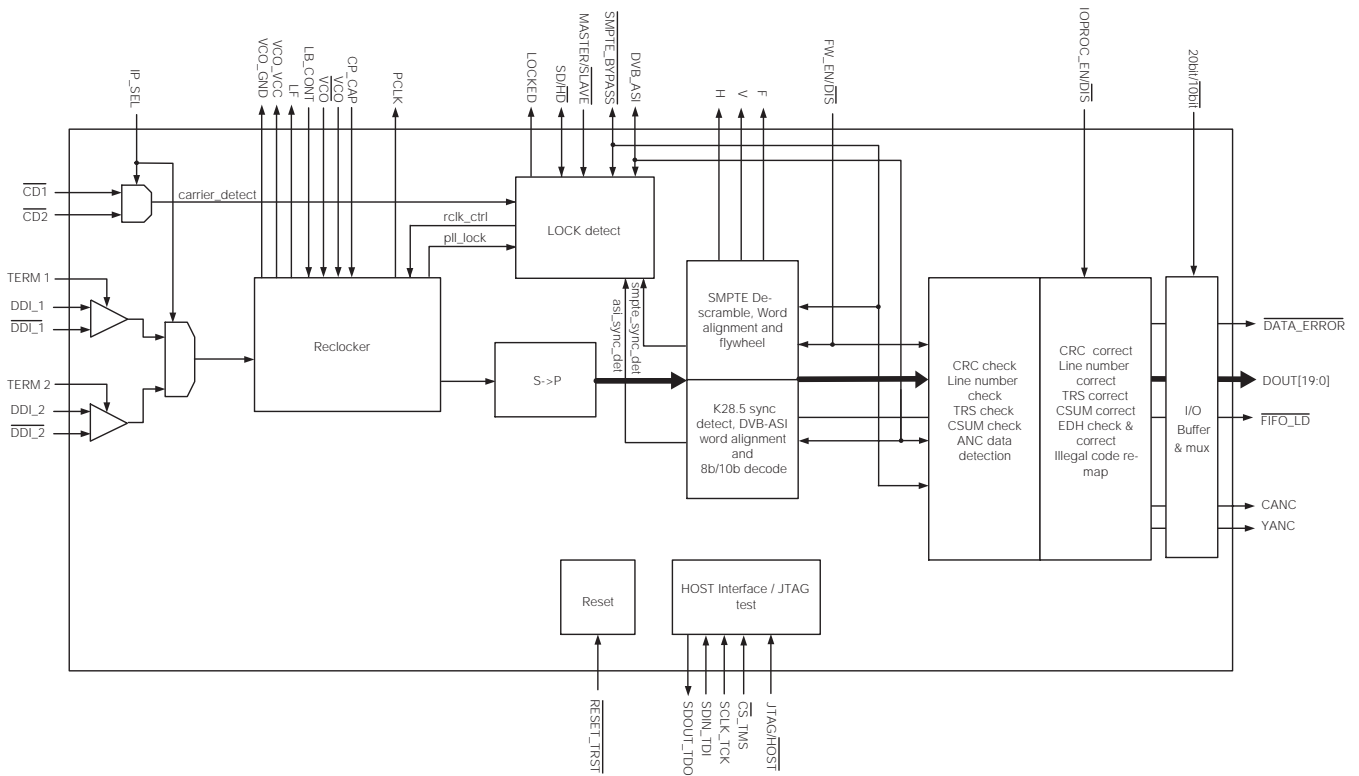 IP_SEL
VCO_GND
VCO_VCC
LF
LB_CONT
VCO
VCO
CP_CAP
PCLK
LOCKED
SD/HD
MASTER/SLAVE
SMPTE_BYPASS
DVB_ASI
H
V
F
FW_EN/DIS
IOPROC_EN/DIS
20bit/10bit
CD1
CD2
carrier_detect
rclk_ctrl
pll_lock
LOCK detect
TERM 1
DDI_1
DDI_1
TERM 2
DDI_2
DDI_2
Reclocker
S->P
asi_sync_det
smpte_sync_det
SMPTE De-
scramble, Word
alignment and
flywheel
K28.5 sync
detect, DVB-ASI
word alignment
and
8b/10b decode
CRC check
Line number
check
TRS check
CSUM check
ANC data
detection
CRC correct
Line number
correct
TRS correct
CSUM correct
EDH check &
correct
Illegal code re-
map
I/O
Buffer
& mux
DATA_ERROR
DOUT[19:0]
FIFO_LD
CANC
YANC
Reset
HOST Interface / JTAG
test
RESET_TRST
SDOUT_TDO
SDIN_TDI
SCLK_TCK
CS_TMS
JTAG/HOST